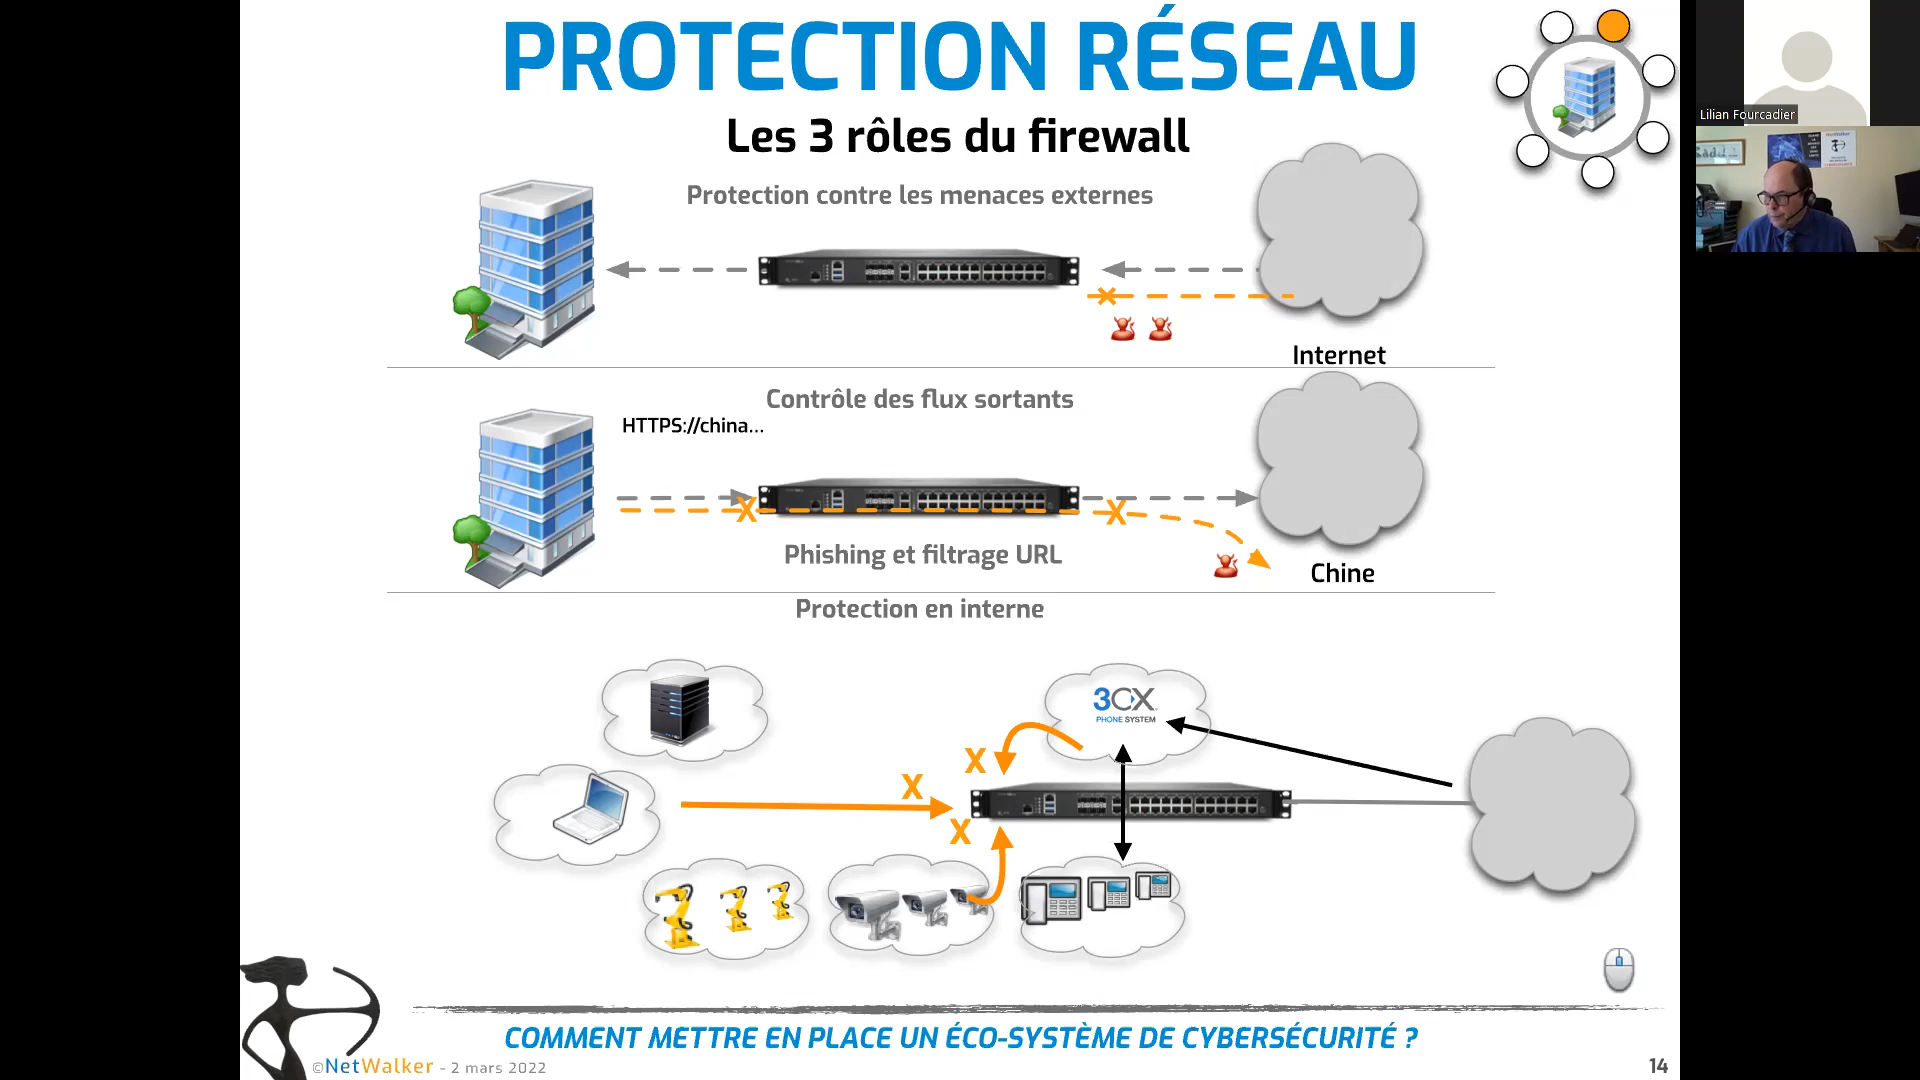 PROTECTION RÉSEAU
Les 3 rôles du firewall
Lilian Fourcadier
Protection contre les menaces externes
Internet
Contrôle des flux sortants
HTTPS://china...
X
X
Phishing et filtrage URL
Chine
Protection en interne
3CX
PHONE SYSTEM
X
X
X
COMMENT METTRE EN PLACE UN ÉCO-SYSTÈME DE CYBERSÉCURITÉ ?
©NetWalker - 2 mars 2022
14